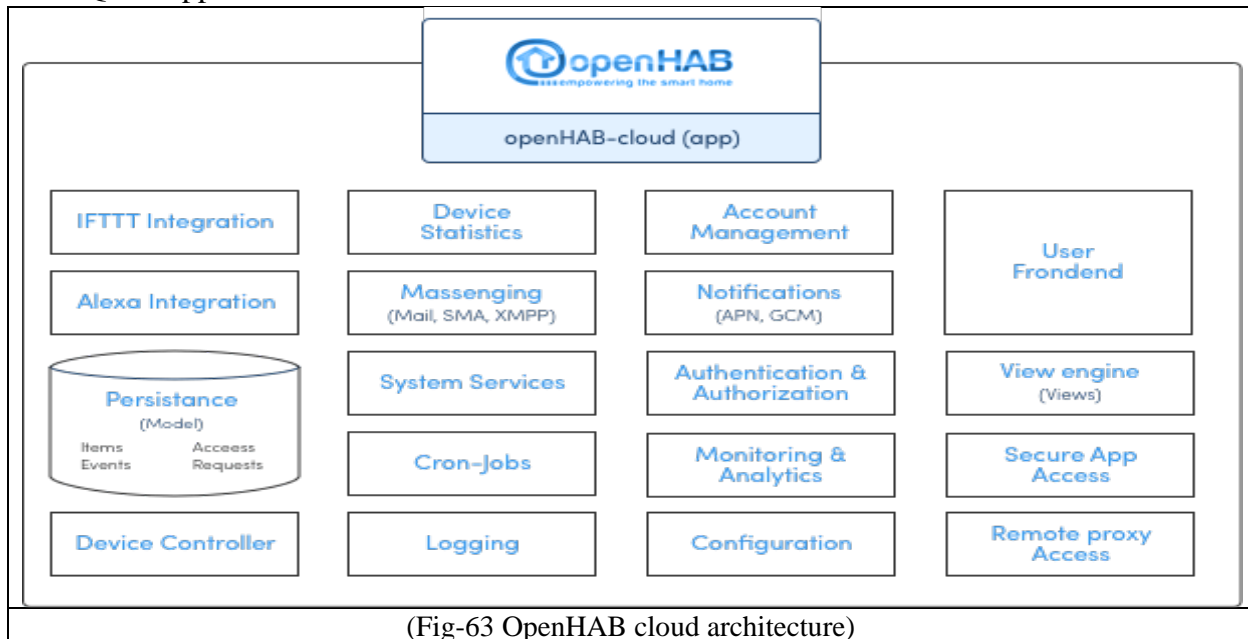 openHAB
empowering the smart home
openHAB-cloud (app)
IFTTT Integration
Alexa Integration
Persistance
(Model)
Items Acceess
Events Requests
Device Controller
Device
Statistics
Massenging
(Mail, SMA, XMPP)
System Services
Cron-Jobs
Logging
Account
Management
Notifications
(APN, GCM)
Authentication &
Authorization
Monitoring &
Analytics
Configuration
User
Frondend
View engine
(Views)
Secure App
Access
Remote proxy
Access
(Fig-63 OpenHAB cloud architecture)